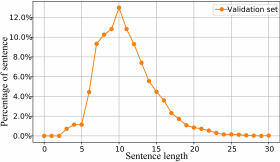 Validation set
12.0%
10.0%
8.0%
6.0%
4.0%
2.0%
0.0%
Percentage of sentence
0 5 10 15 20 25 30
Sentence length